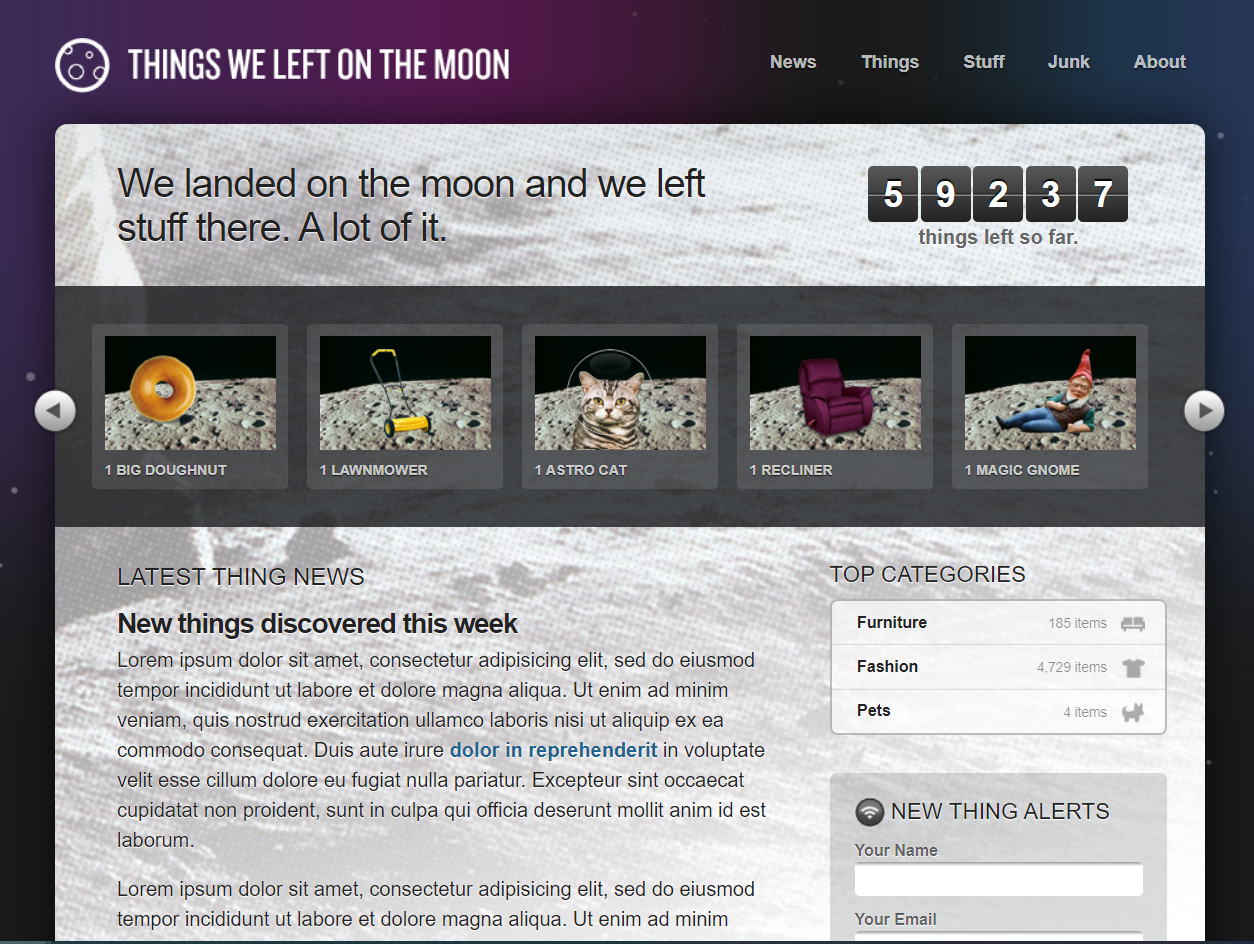 THINGS WE LEFT ON THE MOON
News Things Stuff Junk About
We landed on the moon and we left
stuff there. A lot of it.
5 9 2 3 7
things left so far.
1 BIG DOUGHNUT
1 LAWNMOWER
1 ASTRO CAT
1 RECLINER
1 MAGIC GNOME
LATEST THING NEWS
New things discovered this week
Lorem ipsum dolor sit amet, consectetur adipisicing elit, sed do eiusmod
tempor incididunt ut labore et dolore magna aliqua. Ut enim ad minim
veniam, quis nostrud exercitation ullamco laboris nisi ut aliquip ex ea
commodo consequat. Duis aute irure dolor in reprehenderit in voluptate
velit esse cillum dolore eu fugiat nulla pariatur. Excepteur sint occaecat
cupidatat non proident, sunt in culpa qui officia deserunt mollit anim id est
laborum.
Lorem ipsum dolor sit amet, consectetur adipisicing elit, sed do eiusmod
tempor incididunt ut labore et dolore magna aliqua. Ut enim ad minim
TOP CATEGORIES
Furniture 185 items
Fashion 4,729 items
Pets 4 items
NEW THING ALERTS
Your Name
Your Email